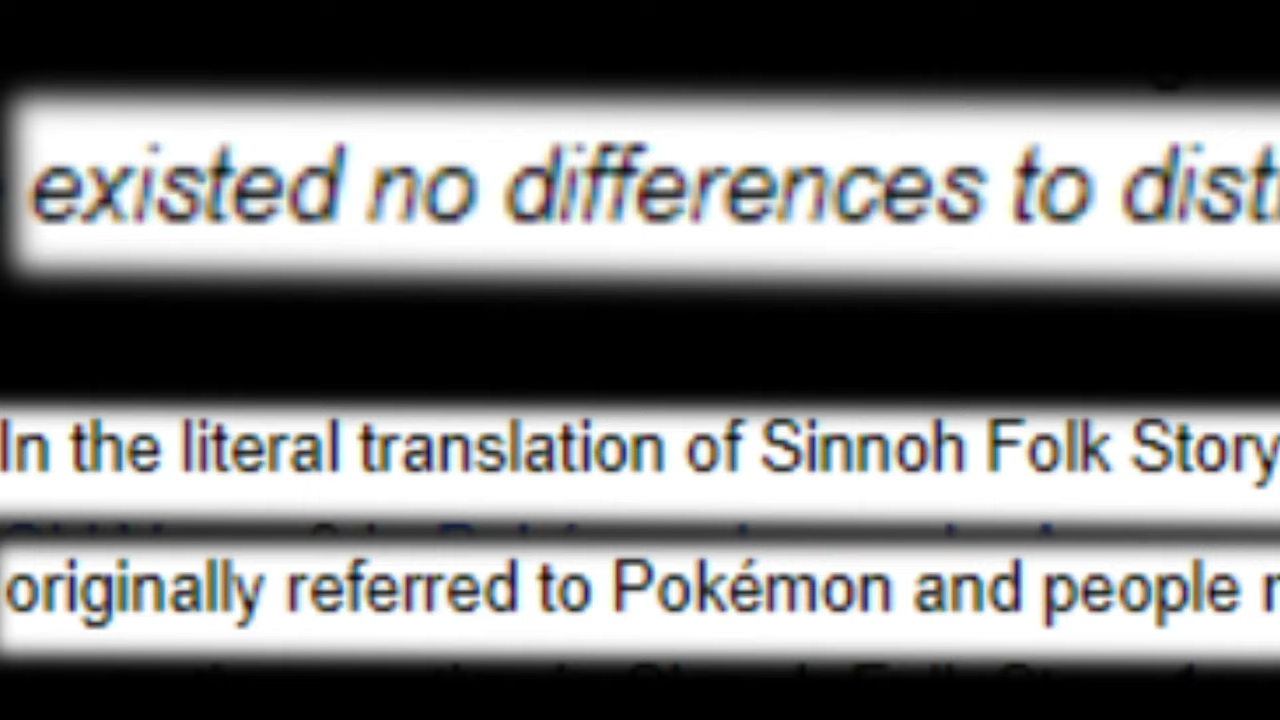 existed no differences to dist
In the literal translation of Sinnoh Folk Story
originally referred to Pokémon and people